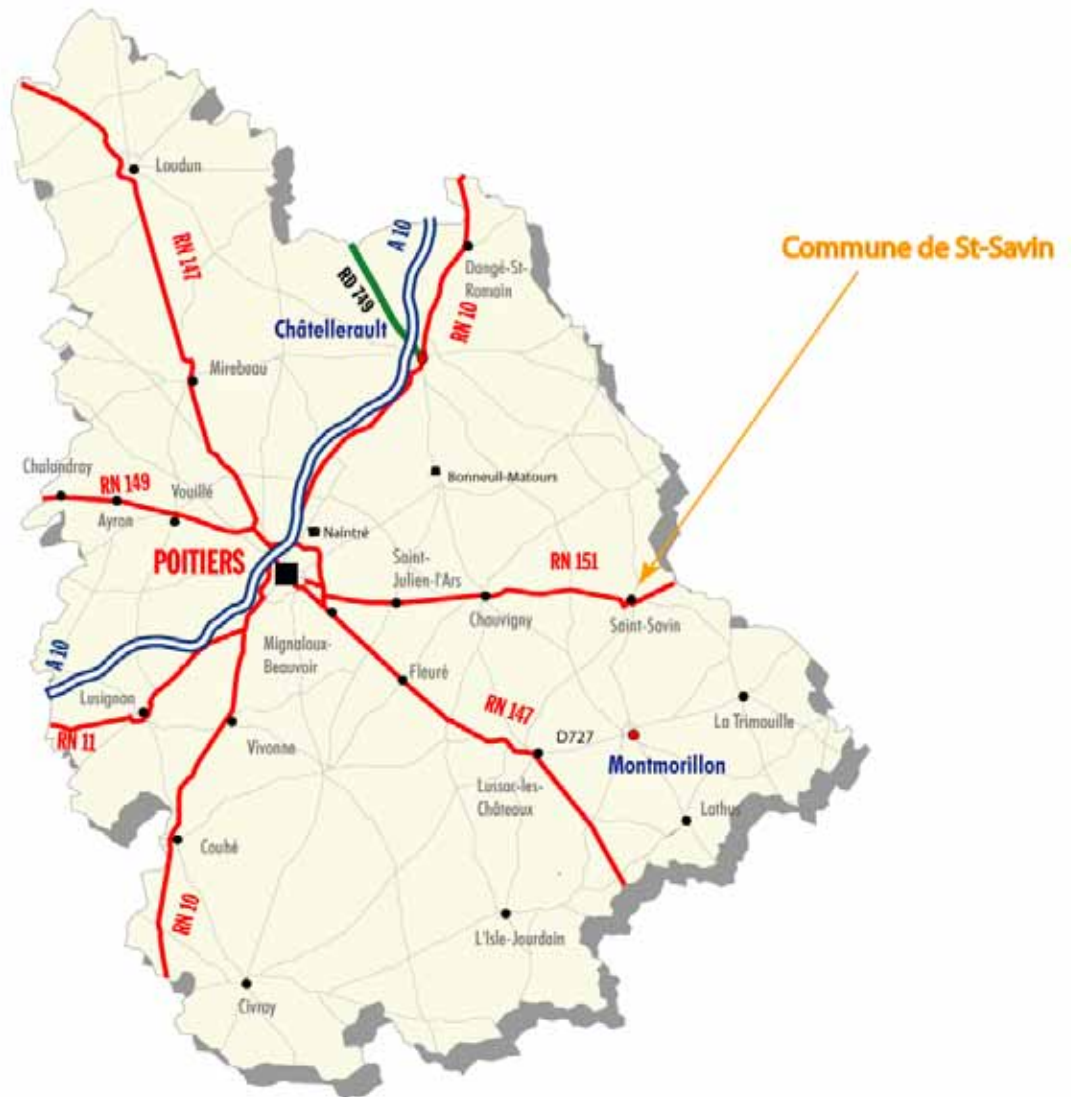 Loudun
RN 147
A 10
Dangé-St-
Romain
Commune de St-Savin
RD 749
Châtellerault
RN 10
Mirebeau
Chalandray
RN 149
Vouillé
Ayron
Bonneuil-Matours
Naintré
POITIERS
Saint-
Julien-l'Ars
RN 151
Chauvigny
Saint-Savin
Mignaloux-
Beauvoir
A 10
Fleuré
Lusignan
RN 11
Vivonne
RN 147
La Trimouille
D727
Montmorillon
Lussac-les-
Châteaux
Lathus
Couhé
RN 10
L'Isle-Jourdain
Civray